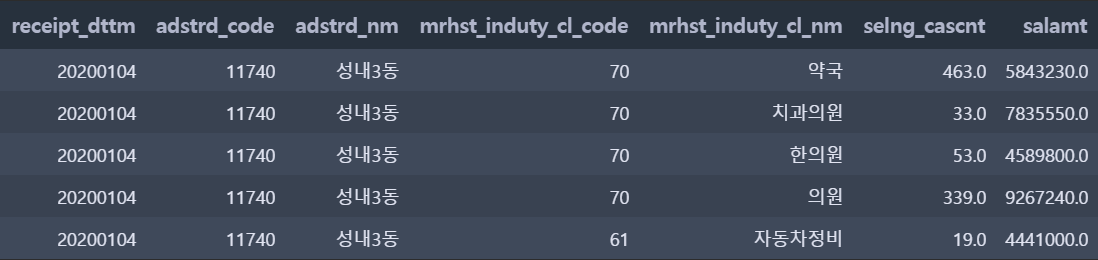 receipt_dttm adstrd_code adstrd_nm mrhst_induty_cl_code mrhst_induty_cl_nm selng_cascnt salamt
20200104 11740 성내3동 70 약국 463.0 5843230.0
20200104 11740 성내3동 70 치과의원 33.0 7835550.0
20200104 11740 성내3동 70 한의원 53.0 4589800.0
20200104 11740 성내3동 70 의원 339.0 9267240.0
20200104 11740 성내3동 61 자동차정비 19.0 4441000.0